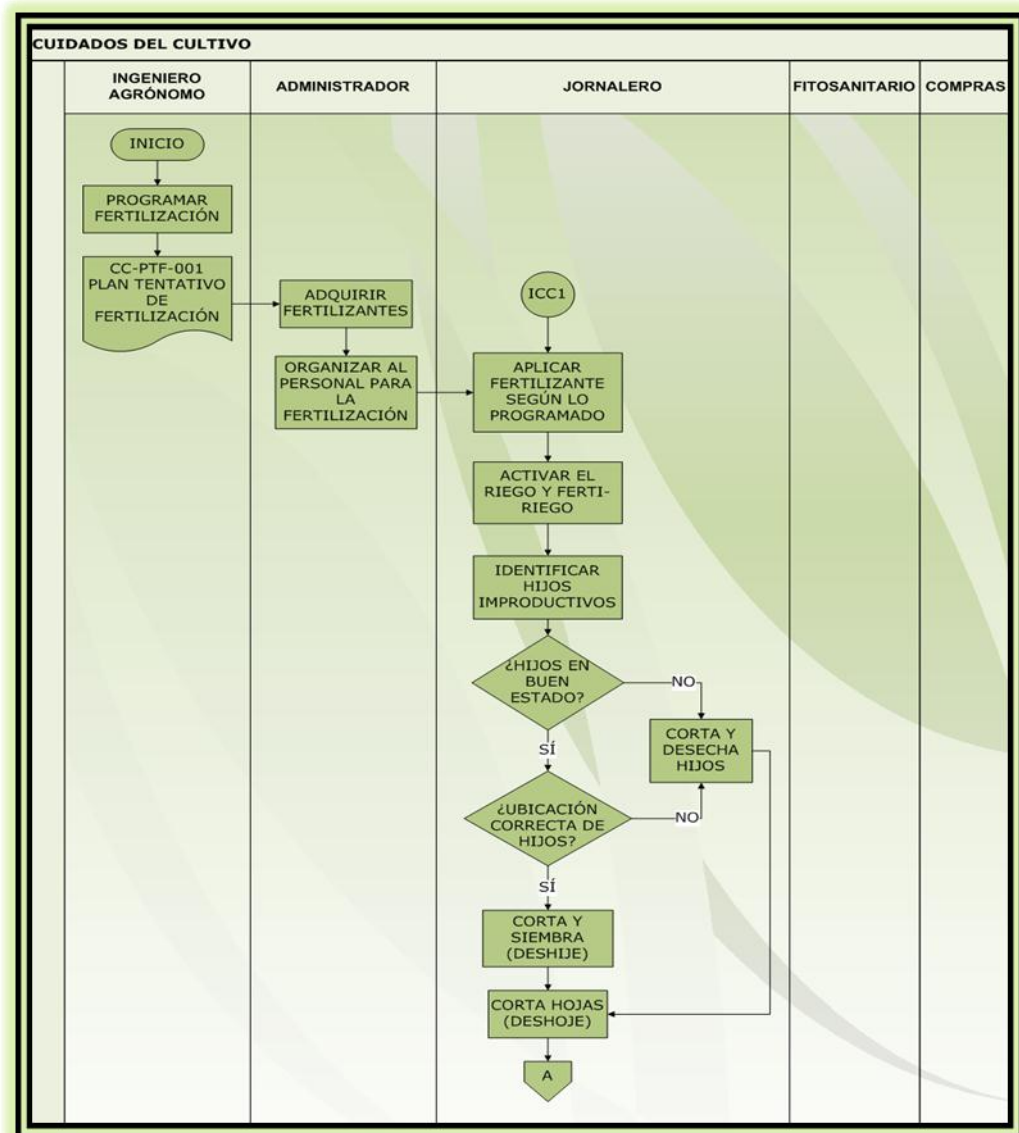 CUIDADOS DEL CULTIVO
INGENIERO
AGRÓNOMO
ADMINISTRADOR
JORNALERO
FITOSANITARIO
COMPRAS
INICIO
PROGRAMAR
FERTILIZACIÓN
CC-PTF-001
PLAN TENTATIVO
DE
FERTILIZACIÓN
ADQUIRIR
FERTILIZANTES
ORGANIZAR AL
PERSONAL PARA
LA
FERTILIZACIÓN
ICC1
APLICAR
FERTILIZANTE
SEGÚN LO
PROGRAMADO
ACTIVAR EL
RIEGO Y FERTI-
RIEGO
IDENTIFICAR
HIJOS
IMPRODUCTIVOS
¿HIJOS EN
BUEN
ESTADO?
NO
CORTA Y
DESECHA
HIJOS
SÍ
¿UBICACIÓN
CORRECTA DE
HIJOS?
NO
SÍ
CORTA Y
SIEMBRA
(DESHIJE)
CORTA HOJAS
(DESHOJE)
A